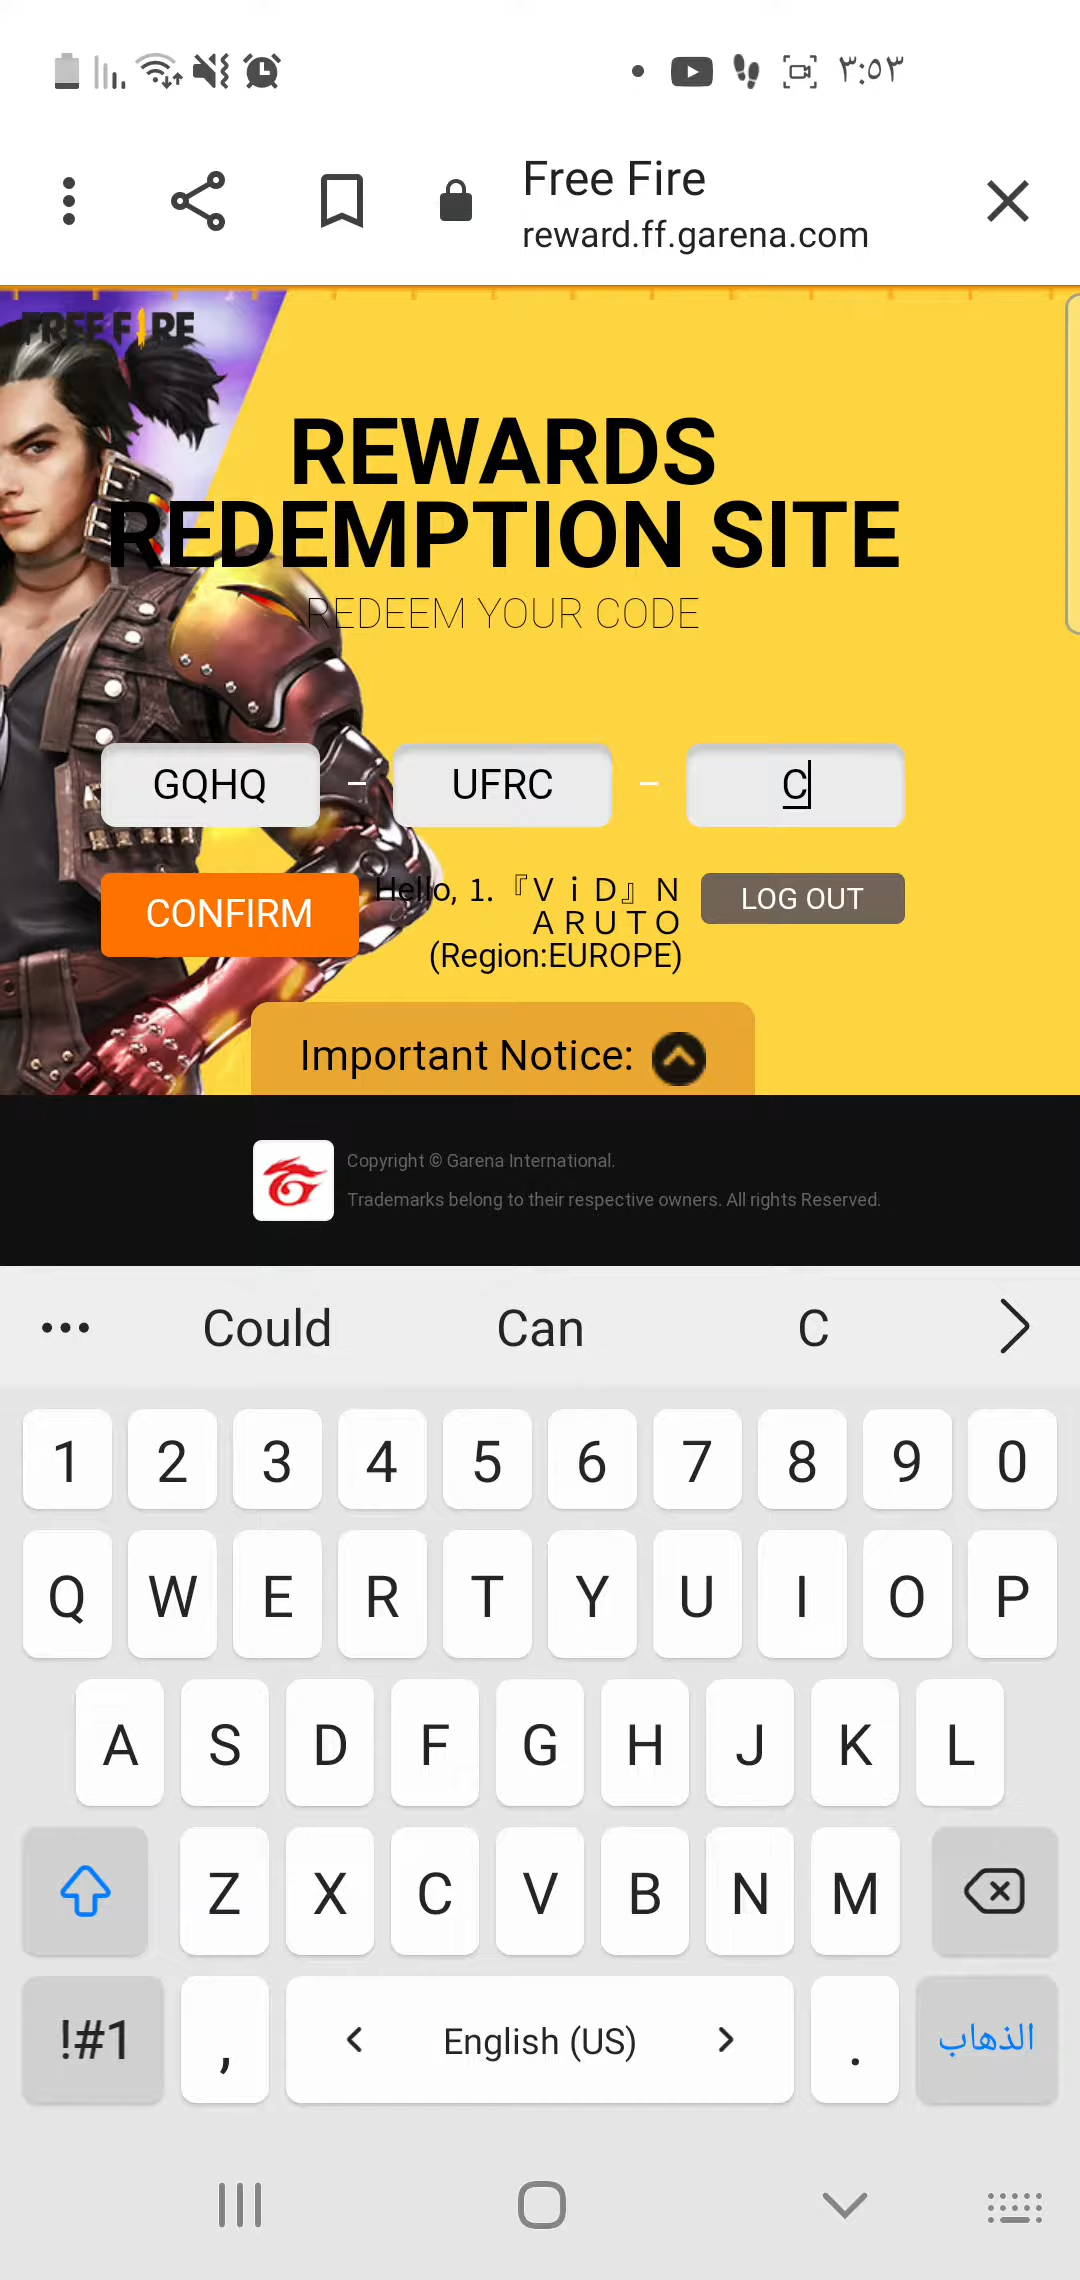 ٣:٥٣
Free Fire
reward.ff.garena.com
FREE FIRE
REWARDS
REDEMPTION SITE
REDEEM YOUR CODE
GQHQ – UFRC – C
CONFIRM
Hello, 1.『ＶｉＤ』Ｎ
ＡＲＵＴＯ
(Region:EUROPE)
LOG OUT
Important Notice:
Copyright © Garena International.
Trademarks belong to their respective owners. All rights Reserved.
Could Can C
1 2 3 4 5 6 7 8 9 0
Q W E R T Y U I O P
A S D F G H J K L
Z X C V B N M
!#1 , English (US) . الذهاب